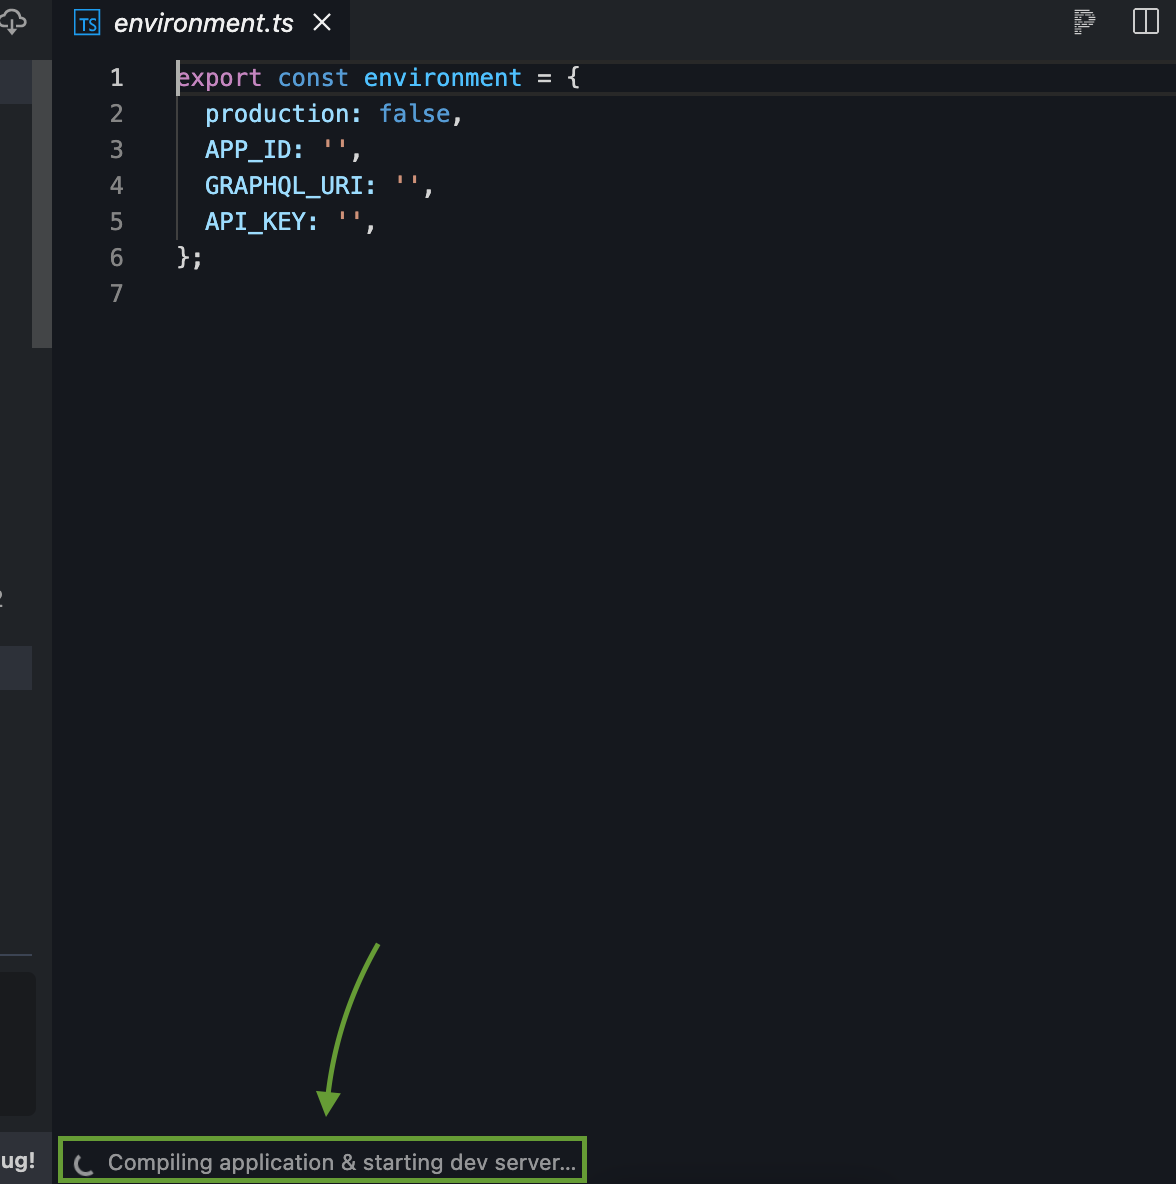 TS environment.ts
1 export const environment = {
2 production: false,
3 APP_ID: '',
4 GRAPHQL_URI: '',
5 API_KEY: '',
6 };
7
2
ug!
Compiling application & starting dev server...